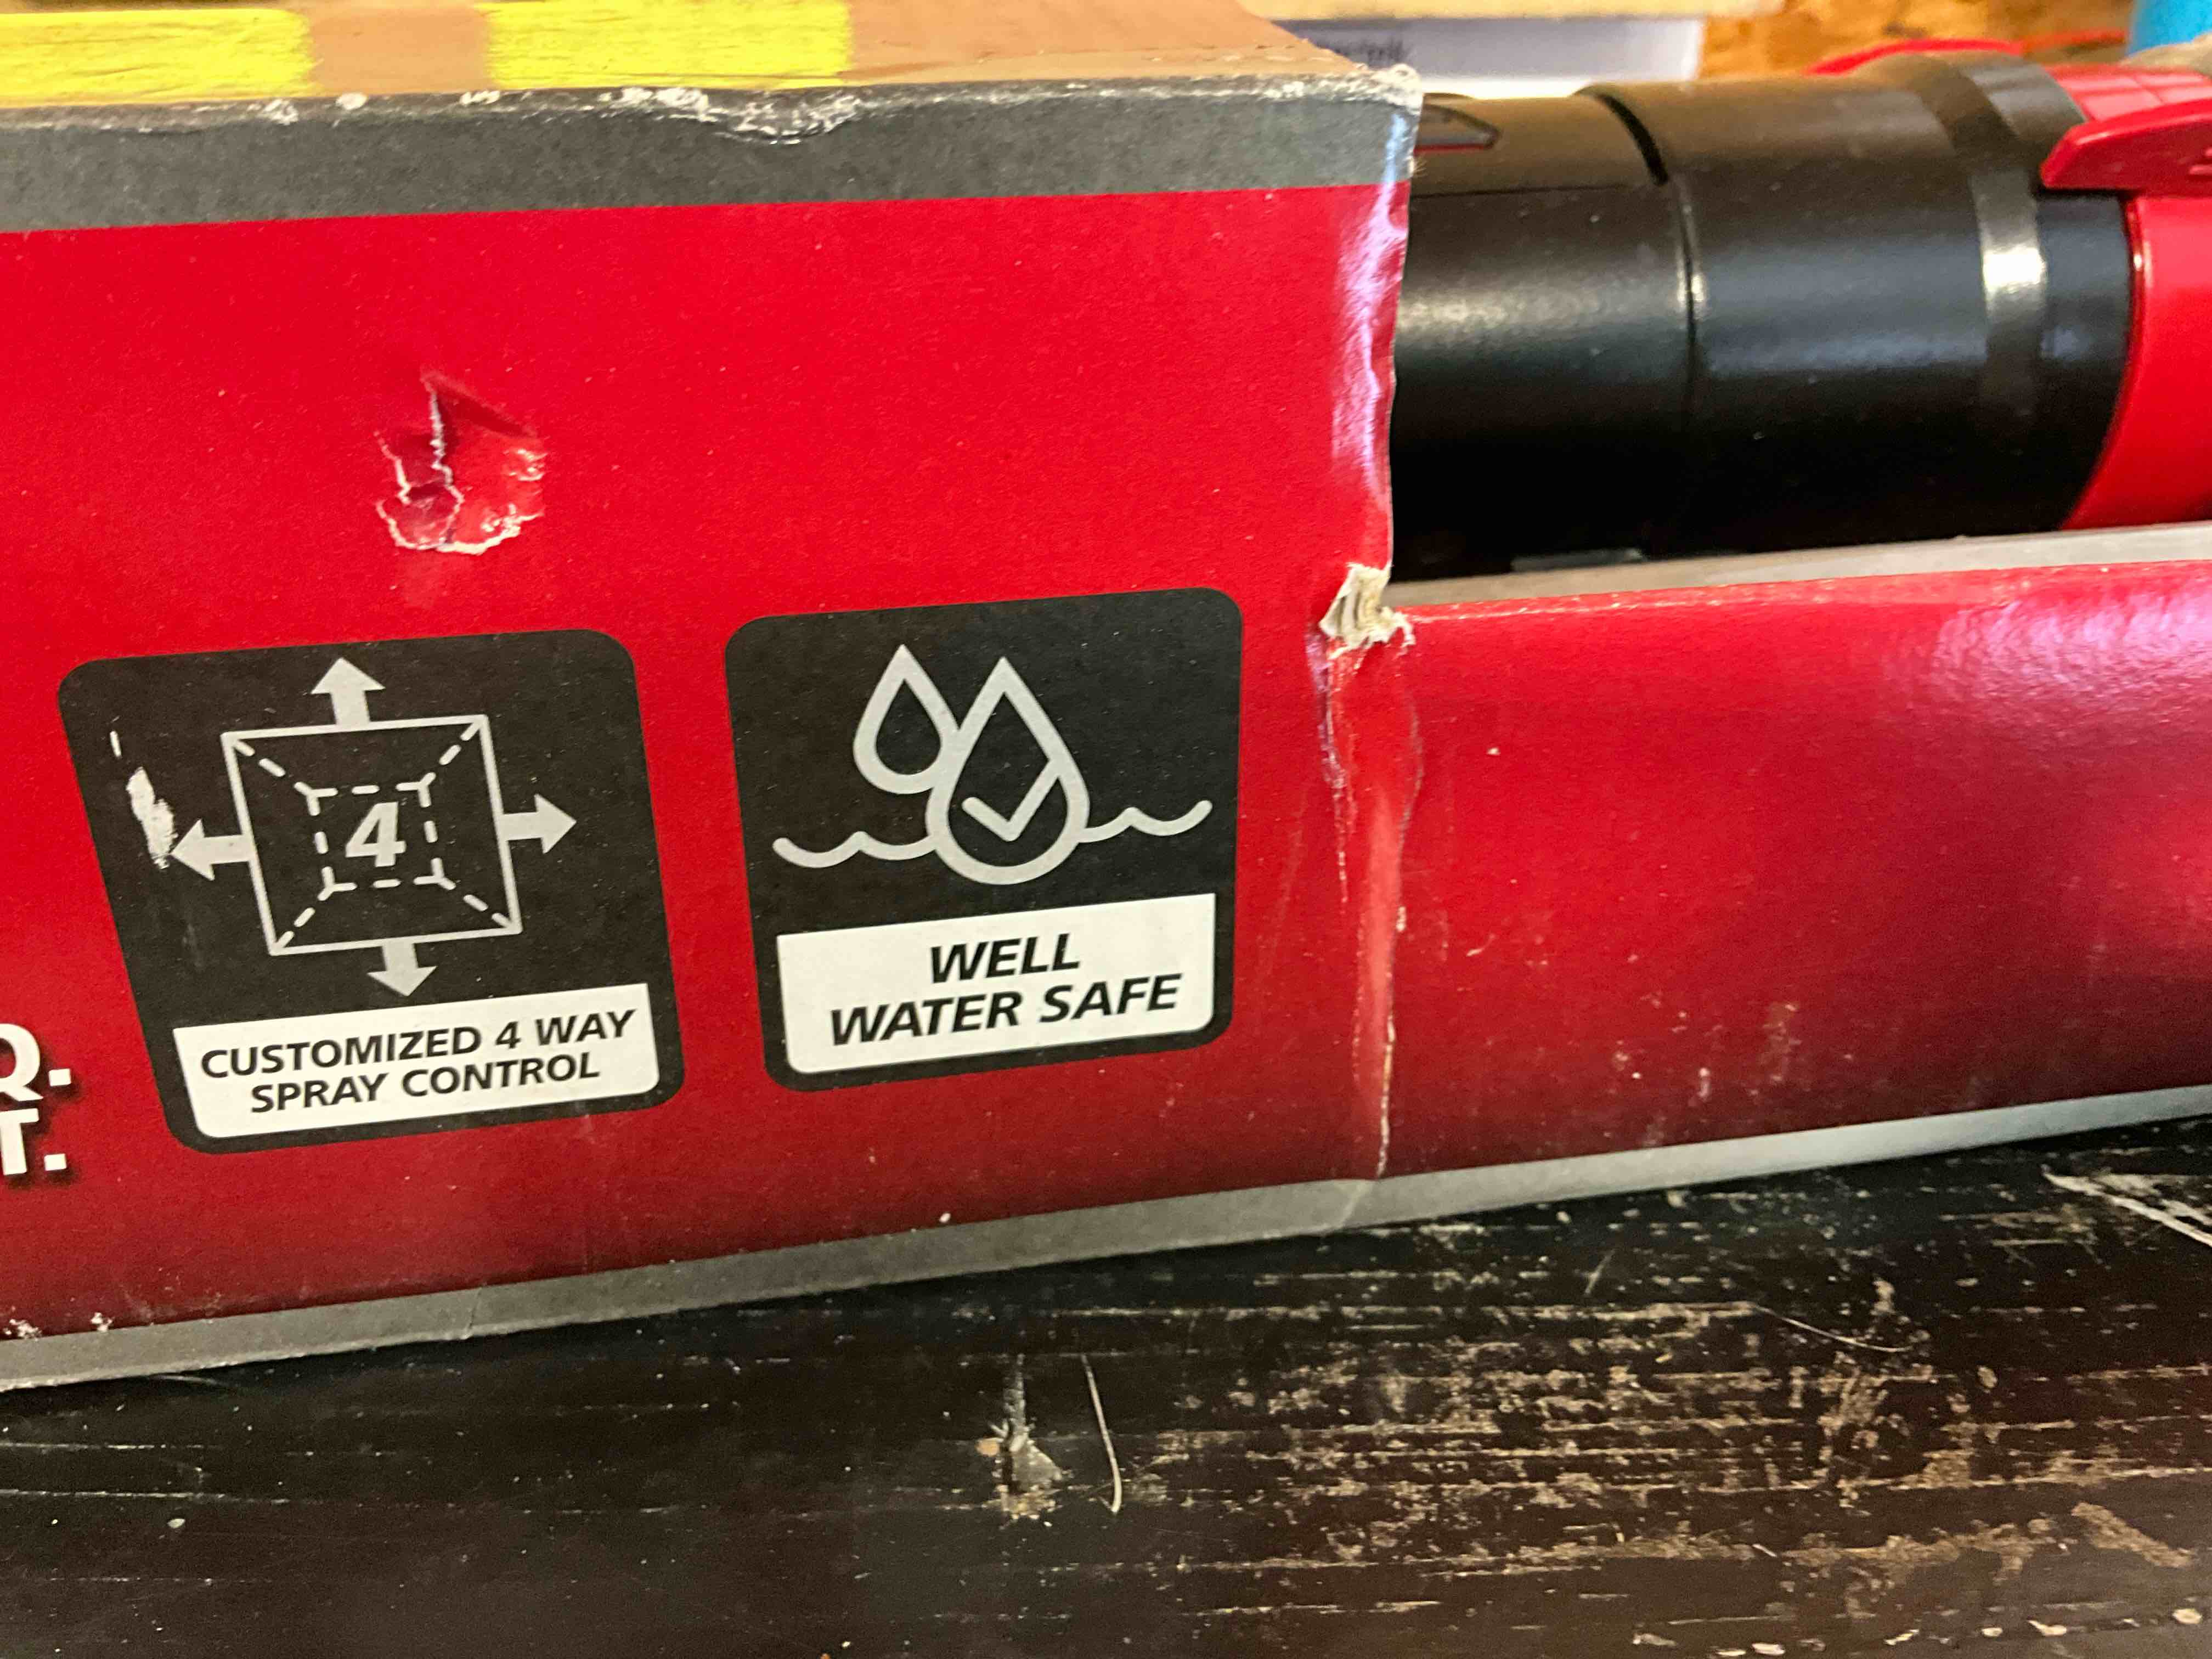 Q.
T.
4
CUSTOMIZED 4 WAY
SPRAY CONTROL
WELL
WATER SAFE